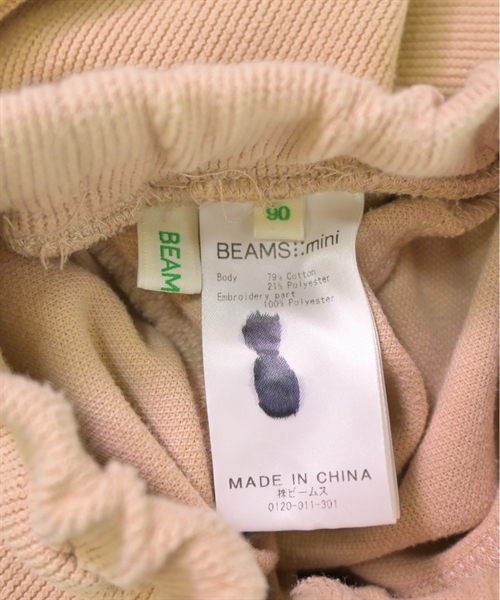 90
BEAM
BEAMS::mini
Body 79% Cotton
21% Polyester
Embroidery part
100% Polyester
MADE IN CHINA
株ビームス
0120-011-301